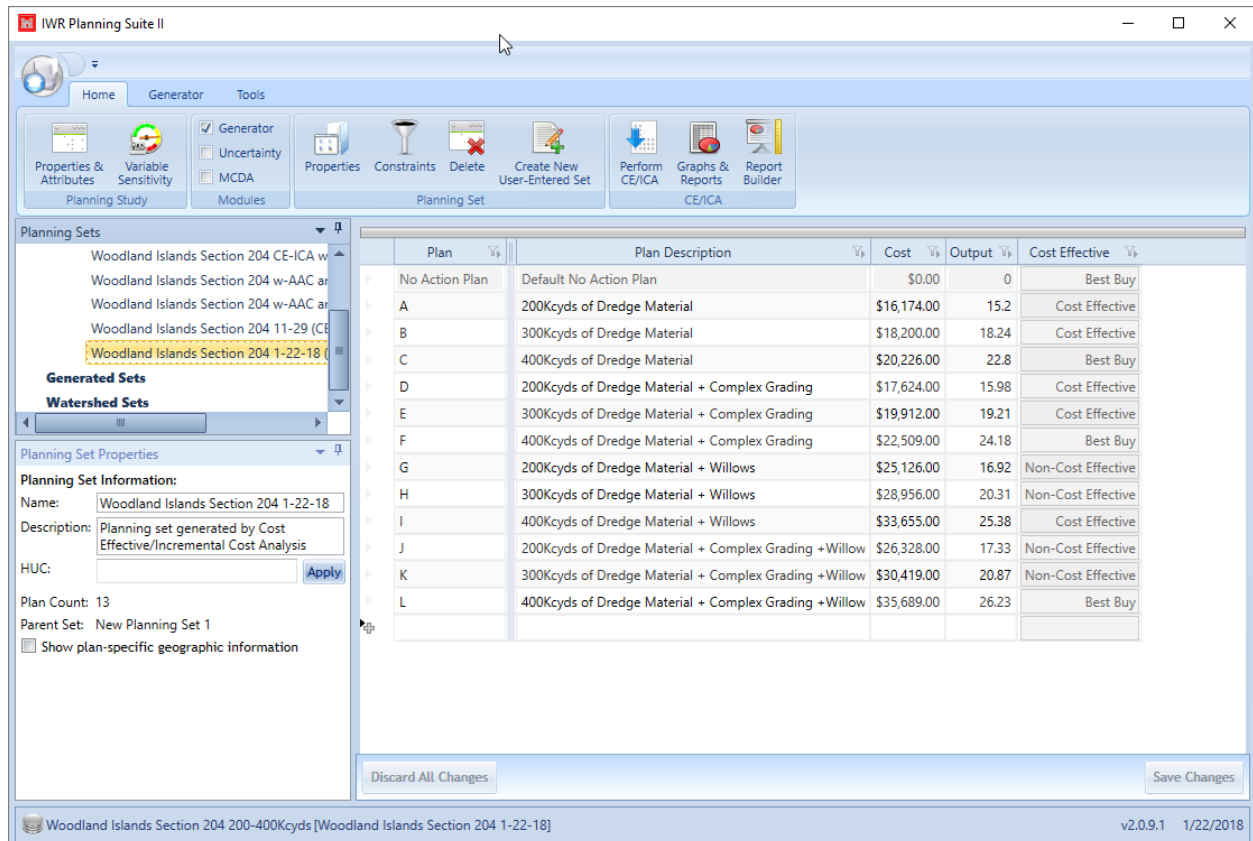 IWR Planning Suite II
Home Generator Tools
Properties & Attributes
Variable Sensitivity
Planning Study
Generator
Uncertainty
MCDA
Modules
Properties
Constraints
Delete
Create New User-Entered Set
Planning Set
Perform CE/ICA
Graphs & Reports
Report Builder
CE/ICA
Planning Sets
Woodland Islands Section 204 CE-ICA w
Woodland Islands Section 204 w-AAC ar
Woodland Islands Section 204 w-AAC ar
Woodland Islands Section 204 11-29 (CE
Woodland Islands Section 204 1-22-18 (
Generated Sets
Watershed Sets
Planning Set Properties
Planning Set Information:
Name: Woodland Islands Section 204 1-22-18
Description: Planning set generated by Cost
Effective/Incremental Cost Analysis
HUC: Apply
Plan Count: 13
Parent Set: New Planning Set 1
Show plan-specific geographic information
Plan Plan Description Cost Output Cost Effective
No Action Plan Default No Action Plan $0.00 0 Best Buy
A 200Kcyds of Dredge Material $16,174.00 15.2 Cost Effective
B 300Kcyds of Dredge Material $18,200.00 18.24 Cost Effective
C 400Kcyds of Dredge Material $20,226.00 22.8 Best Buy
D 200Kcyds of Dredge Material + Complex Grading $17,624.00 15.98 Cost Effective
E 300Kcyds of Dredge Material + Complex Grading $19,912.00 19.21 Cost Effective
F 400Kcyds of Dredge Material + Complex Grading $22,509.00 24.18 Best Buy
G 200Kcyds of Dredge Material + Willows $25,126.00 16.92 Non-Cost Effective
H 300Kcyds of Dredge Material + Willows $28,956.00 20.31 Non-Cost Effective
I 400Kcyds of Dredge Material + Willows $33,655.00 25.38 Cost Effective
J 200Kcyds of Dredge Material + Complex Grading +Willow $26,328.00 17.33 Non-Cost Effective
K 300Kcyds of Dredge Material + Complex Grading +Willow $30,419.00 20.87 Non-Cost Effective
L 400Kcyds of Dredge Material + Complex Grading +Willow $35,689.00 26.23 Best Buy
Discard All Changes Save Changes
Woodland Islands Section 204 200-400Kcyds [Woodland Islands Section 204 1-22-18] v2.0.9.1 1/22/2018